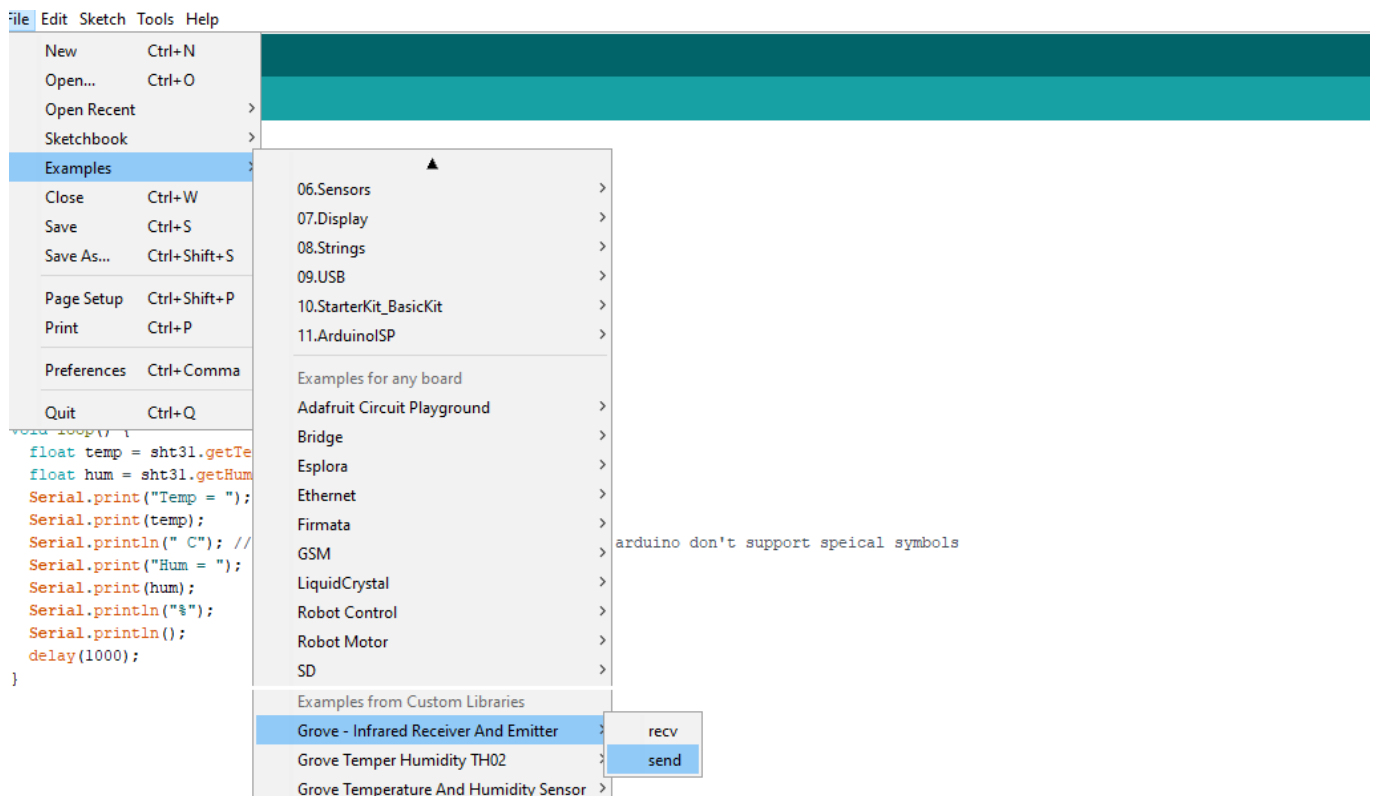 File Edit Sketch Tools Help
New Ctrl+N
Open... Ctrl+O
Open Recent
Sketchbook
Examples
Close Ctrl+W
Save Ctrl+S
Save As... Ctrl+Shift+S
Page Setup Ctrl+Shift+P
Print Ctrl+P
Preferences Ctrl+Comma
Quit Ctrl+Q
06.Sensors
07.Display
08.Strings
09.USB
10.StarterKit_BasicKit
11.ArduinoISP
Examples for any board
Adafruit Circuit Playground
Bridge
Esplora
Ethernet
Firmata
GSM
LiquidCrystal
Robot Control
Robot Motor
SD
Examples from Custom Libraries
Grove - Infrared Receiver And Emitter
Grove Temper Humidity TH02
Grove Temperature And Humidity Sensor
recv
send
void loop() {
float temp = sht31.getTe
float hum = sht31.getHum
Serial.print("Temp = ");
Serial.print(temp);
Serial.println(" C"); // arduino don't support speical symbols
Serial.print("Hum = ");
Serial.print(hum);
Serial.println("%");
Serial.println();
delay(1000);
}